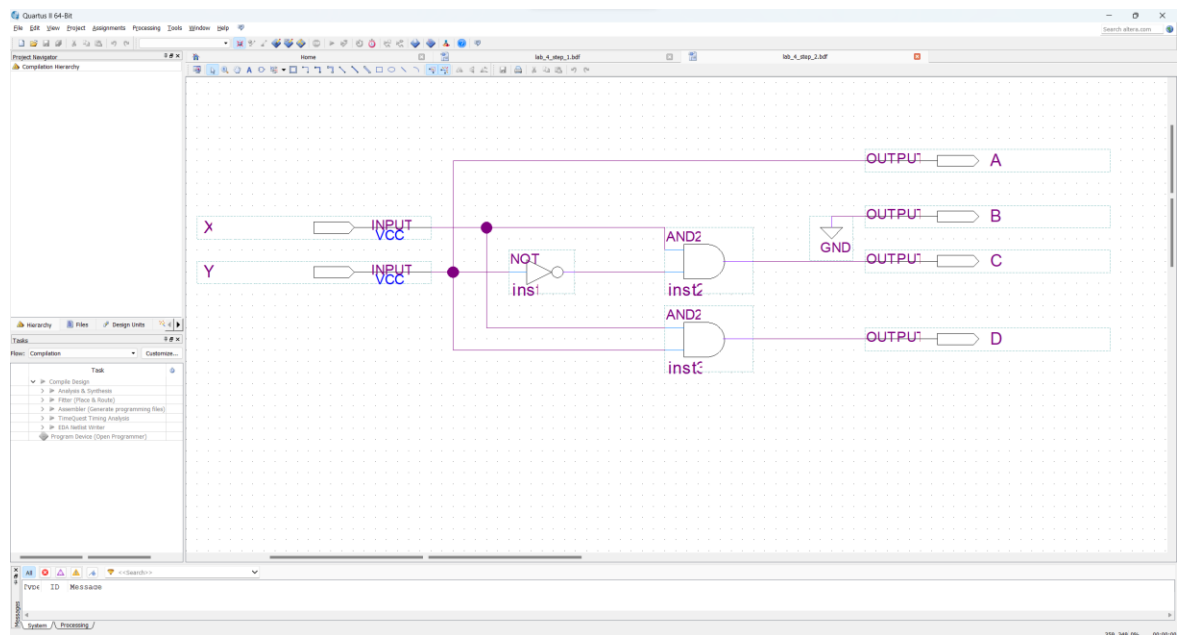 Quartus II 64-Bit
File Edit View Project Assignments Processing Tools Window Help
Search altera.com
Project Navigator
Compilation Hierarchy
Home
lab_4_step_1.bdf
lab_4_step_2.bdf
OUTPUT A
X INPUT
VCC
OUTPUT B
GND
AND2
Y INPUT
VCC
NOT
OUTPUT C
inst2
AND2
OUTPUT D
Hierarchy Files Design Units
Tasks
Flow: Compilation Customize...
Task
Compile Design
Analysis & Synthesis
Fitter (Place & Route)
Assembler (Generate programming files)
TimeQuest Timing Analysis
EDA Netlist Writer
Program Device (Open Programmer)
All <<Search>>
Type ID Message
Messages
System Processing